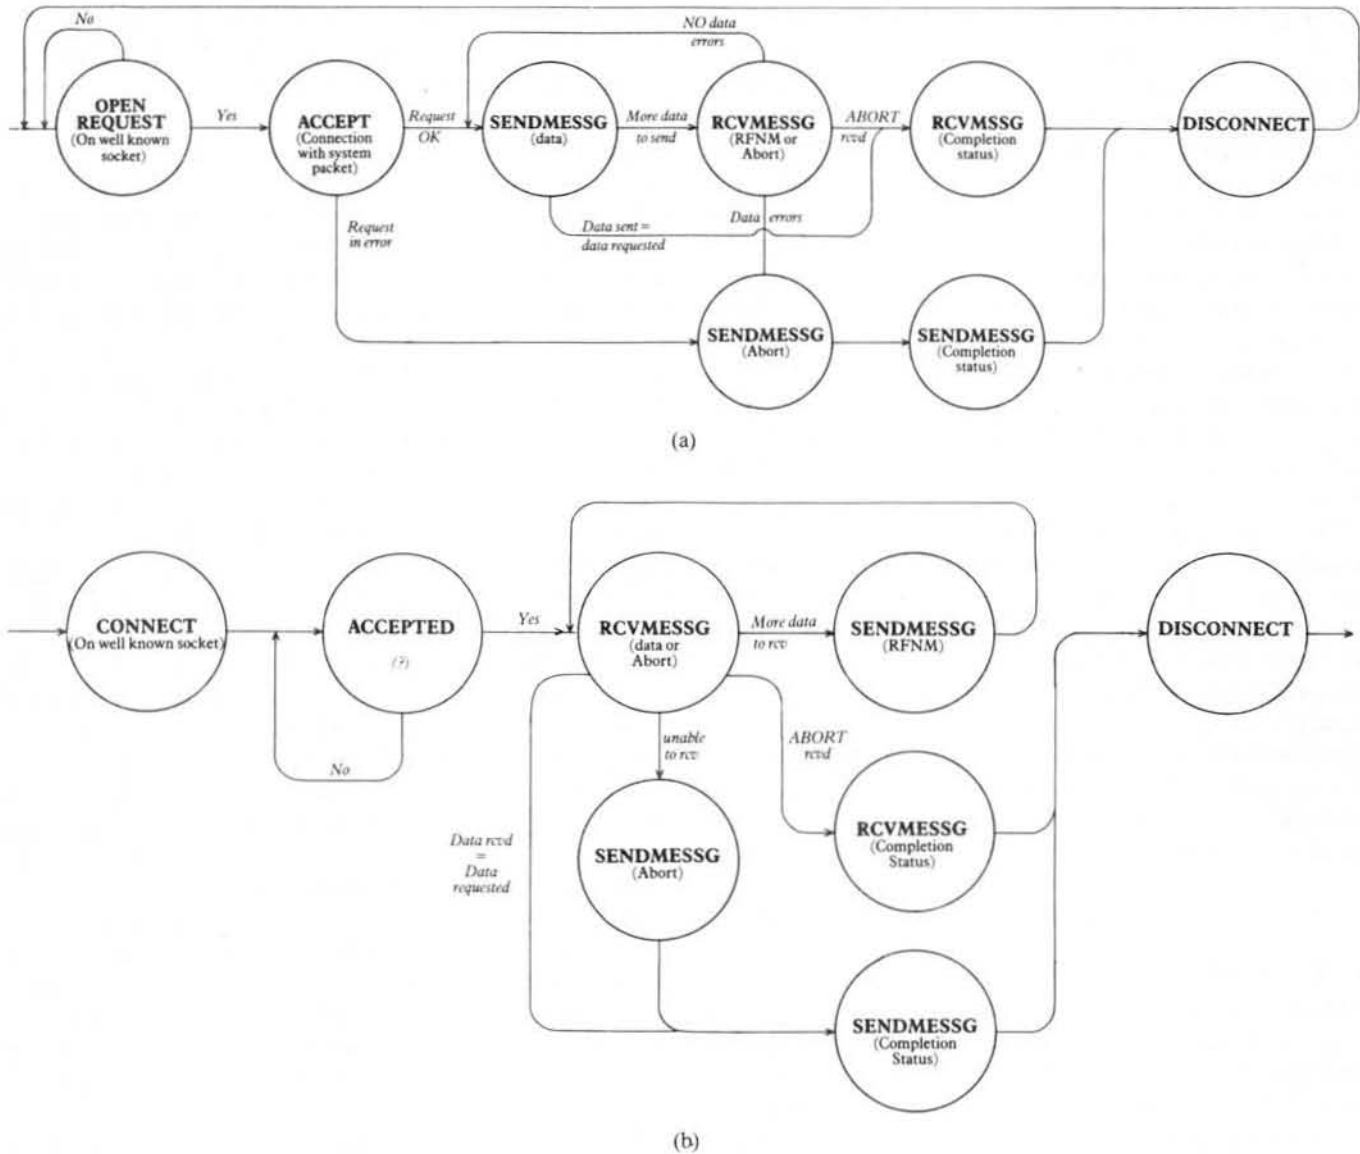 No
NO data
errors
OPEN
REQUEST
(On well known
socket)
Yes
ACCEPT
(Connection
with system
packet)
Request
OK
SENDMESSG
(data)
More data
to send
RCVMESSG
(RFNM or
Abort)
ABORT
rcvd
RCVMSSG
(Completion
status)
DISCONNECT
Request
in error
Data sent =
data requested
Data errors
SENDMESSG
(Abort)
SENDMESSG
(Completion
status)
(a)
CONNECT
(On well known socket)
ACCEPTED
(?)
No
Yes
RCVMESSG
(data or
Abort)
More data
to rcv
SENDMESSG
(RFNM)
DISCONNECT
unable
to rcv
ABORT
rcvd
Data rcvd
=
Data
requested
SENDMESSG
(Abort)
RCVMESSG
(Completion
Status)
SENDMESSG
(Completion
Status)
(b)